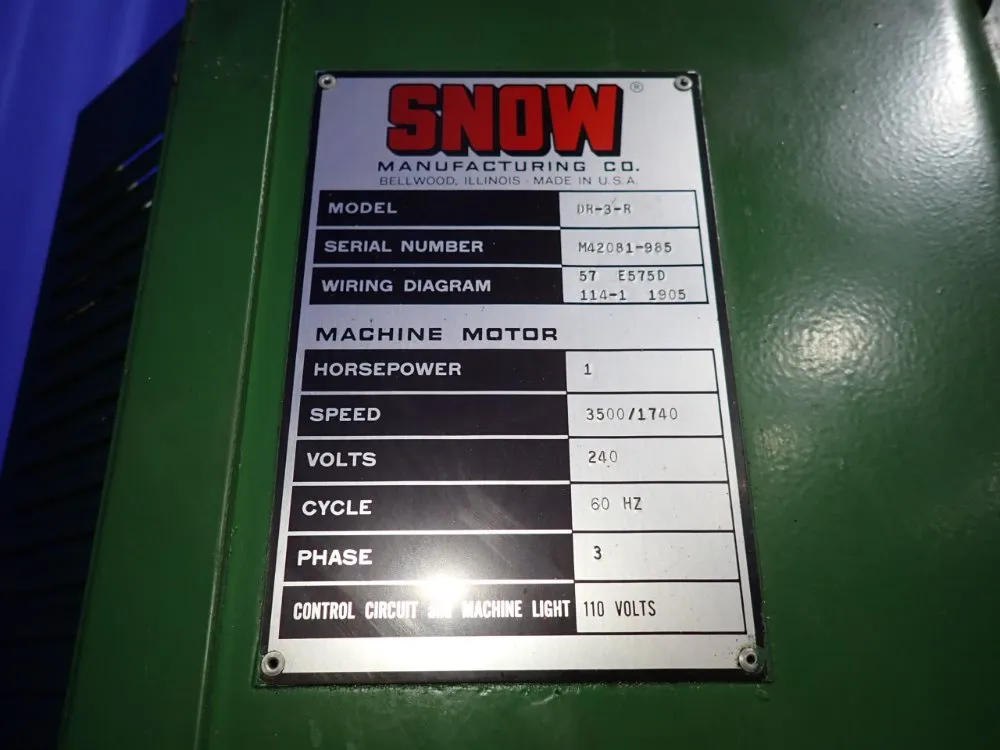 SNOW®
MANUFACTURING CO.
BELLWOOD, ILLINOIS - MADE IN U.S.A.
MODEL DR-3-R
SERIAL NUMBER M42081-985
WIRING DIAGRAM 57 E575D
114-1 1905
MACHINE MOTOR
HORSEPOWER 1
SPEED 3500/1740
VOLTS 240
CYCLE 60 HZ
PHASE 3
CONTROL CIRCUIT MACHINE LIGHT 110 VOLTS